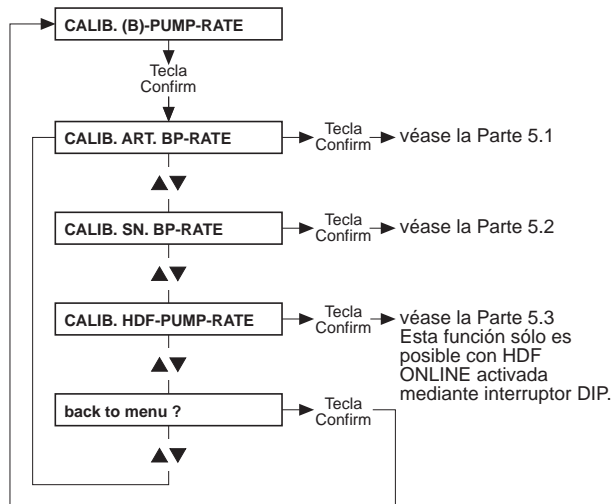 CALIB. (B)-PUMP-RATE
Tecla
Confirm
CALIB. ART. BP-RATE
Tecla
Confirm
véase la Parte 5.1
▲▼
CALIB. SN. BP-RATE
Tecla
Confirm
véase la Parte 5.2
▲▼
CALIB. HDF-PUMP-RATE
Tecla
Confirm
véase la Parte 5.3
Esta función sólo es
posible con HDF
ONLINE activada
mediante interruptor DIP.
▲▼
back to menu ?
Tecla
Confirm
▲▼